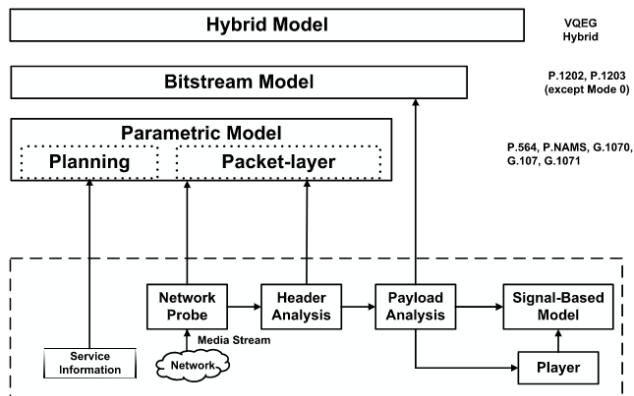 Hybrid Model
VQEG
Hybrid
Bitstream Model
P.1202, P.1203
(except Mode 0)
Parametric Model
Planning
Packet-layer
P.564, P.NAMS, G.1070,
G.107, G.1071
Network
Probe
Header
Analysis
Payload
Analysis
Signal-Based
Model
Media Stream
Service
Information
Network
Player